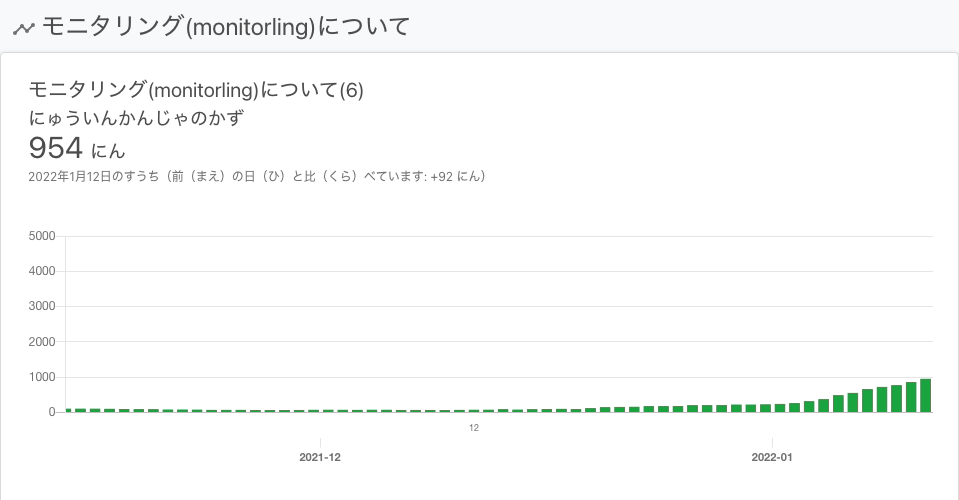 モニタリング(monitorling)について
モニタリング(monitorling)について(6)
にゅういんかんじゃのかず
954 にん
2022年1月12日のすうち（前（まえ）の日（ひ）と比（くら）べています: +92 にん）
5000
4000
3000
2000
1000
0
12
2021-12
2022-01